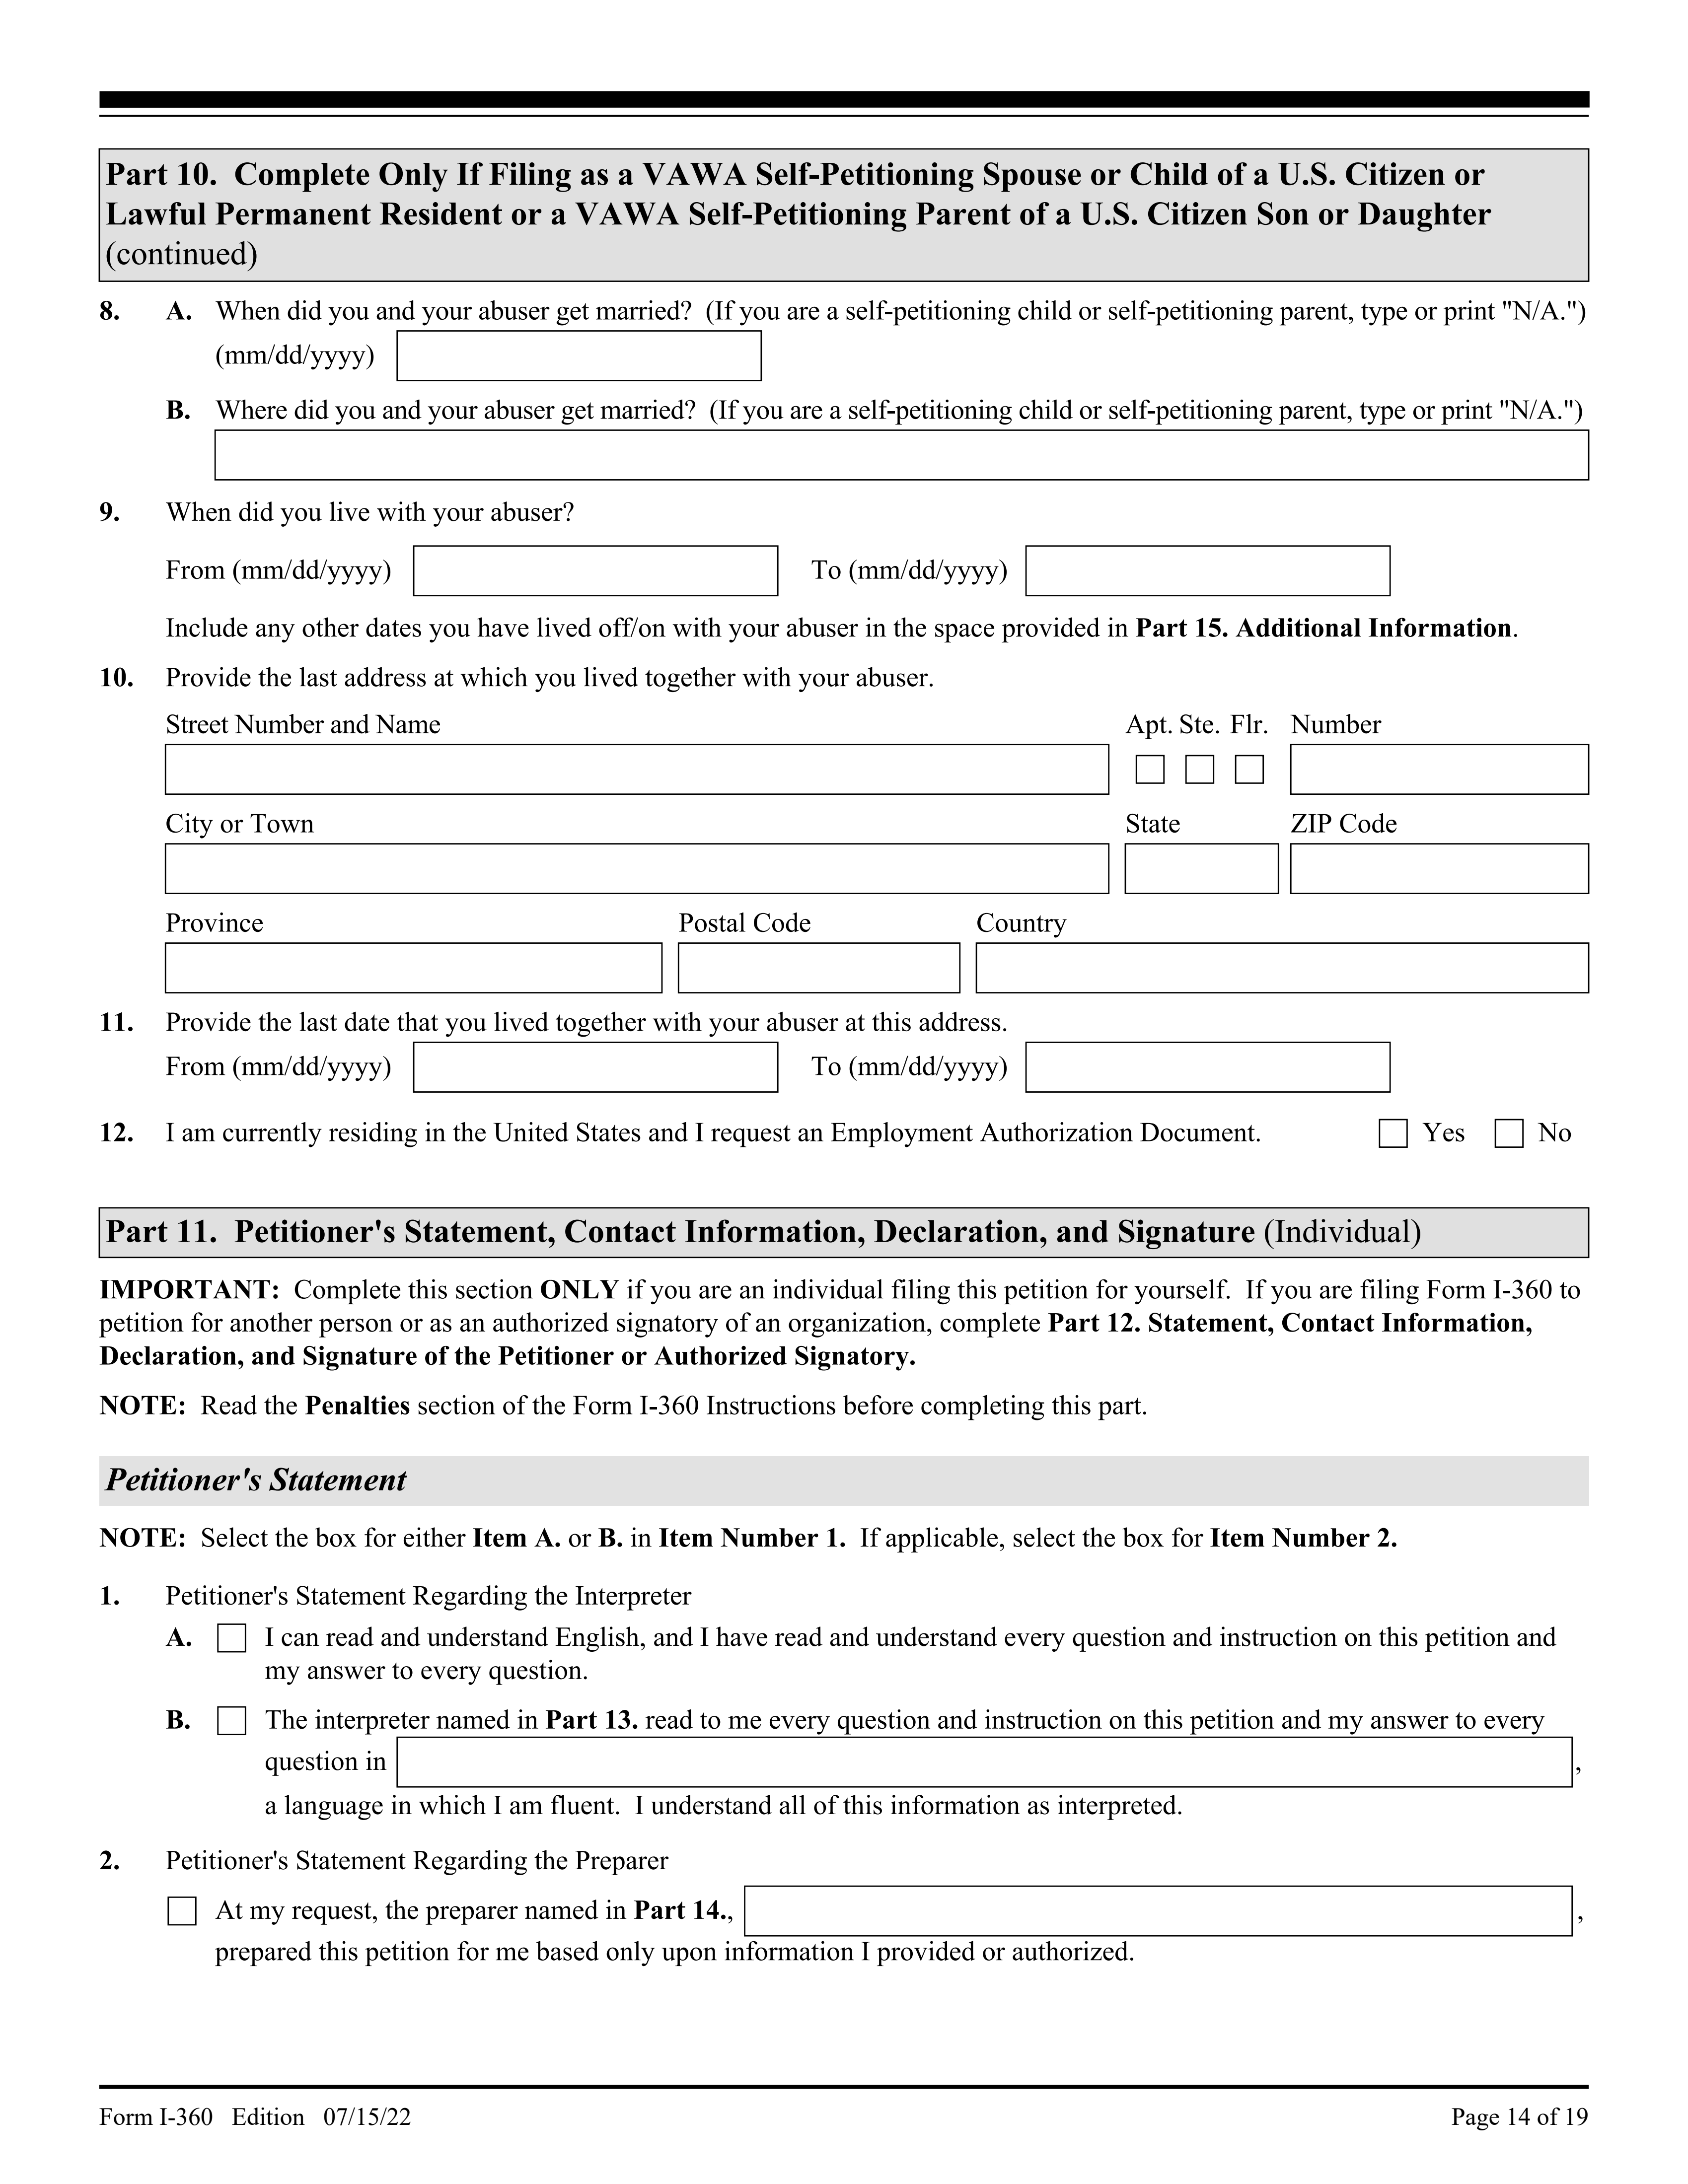 Part 10.  Complete Only If Filing as a VAWA Self-Petitioning Spouse or Child of a U.S. Citizen or
Lawful Permanent Resident or a VAWA Self-Petitioning Parent of a U.S. Citizen Son or Daughter
(continued)
8. A. When did you and your abuser get married?  (If you are a self-petitioning child or self-petitioning parent, type or print "N/A.")
(mm/dd/yyyy)
B. Where did you and your abuser get married?  (If you are a self-petitioning child or self-petitioning parent, type or print "N/A.")
9. When did you live with your abuser?
From (mm/dd/yyyy) To (mm/dd/yyyy)
Include any other dates you have lived off/on with your abuser in the space provided in Part 15. Additional Information.
10. Provide the last address at which you lived together with your abuser.
Street Number and Name Apt. Ste. Flr. Number
City or Town State ZIP Code
Province Postal Code Country
11. Provide the last date that you lived together with your abuser at this address.
From (mm/dd/yyyy) To (mm/dd/yyyy)
12. I am currently residing in the United States and I request an Employment Authorization Document. Yes No
Part 11.  Petitioner's Statement, Contact Information, Declaration, and Signature (Individual)
IMPORTANT:  Complete this section ONLY if you are an individual filing this petition for yourself.  If you are filing Form I-360 to
petition for another person or as an authorized signatory of an organization, complete Part 12. Statement, Contact Information,
Declaration, and Signature of the Petitioner or Authorized Signatory.
NOTE:  Read the Penalties section of the Form I-360 Instructions before completing this part.
Petitioner's Statement
NOTE:  Select the box for either Item A. or B. in Item Number 1.  If applicable, select the box for Item Number 2.
1. Petitioner's Statement Regarding the Interpreter
A. I can read and understand English, and I have read and understand every question and instruction on this petition and
my answer to every question.
B. The interpreter named in Part 13. read to me every question and instruction on this petition and my answer to every
question in ,
a language in which I am fluent.  I understand all of this information as interpreted.
2. Petitioner's Statement Regarding the Preparer
At my request, the preparer named in Part 14., ,
prepared this petition for me based only upon information I provided or authorized.
Form I-360   Edition   07/15/22 Page 14 of 19